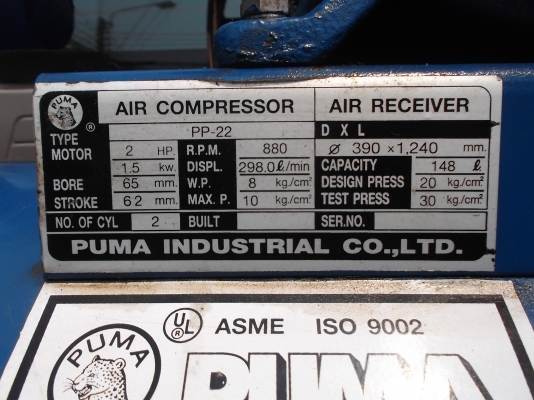 PUMA ® AIR COMPRESSOR AIR RECEIVER
TYPE PP-22 D X L
MOTOR 2 HP. R.P.M. 880 ø 390 x 1,240 mm.
1.5 kw. DISPL. 298.0 ℓ/min CAPACITY 148 ℓ
BORE 65 mm. W.P. 8 kg./cm² DESIGN PRESS 20 kg./cm²
STROKE 62 mm. MAX. P. 10 kg./cm² TEST PRESS 30 kg./cm²
NO. OF CYL 2 BUILT SER.NO.
PUMA INDUSTRIAL CO.,LTD.
UL ® ASME ISO 9002
PUMA PUMA